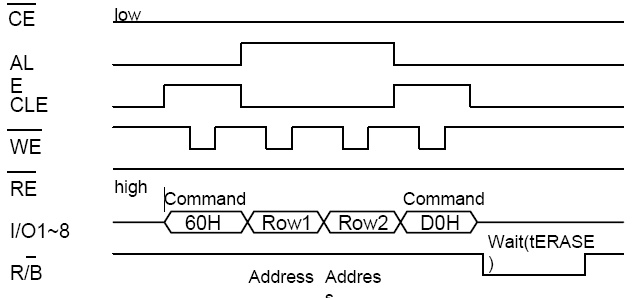 CE low
AL
E
CLE
WE
RE high
Command Command
I/O1~8 60H Row1 Row2 D0H
Wait(tERASE
)
R/B
Address Addres
s